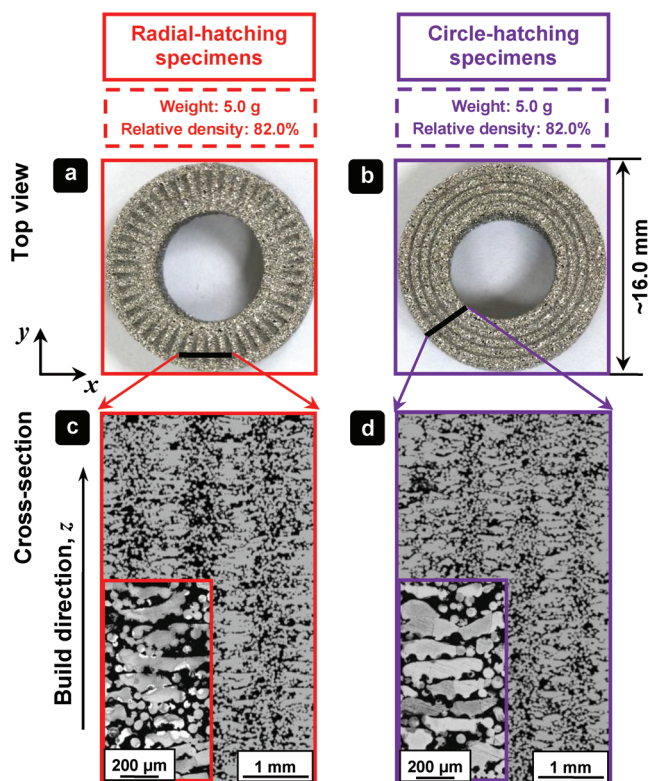 Radial-hatching
specimens
Circle-hatching
specimens
Weight: 5.0 g
Relative density: 82.0%
Weight: 5.0 g
Relative density: 82.0%
Top view
a
b
~16.0 mm
y
x
Cross-section
Build direction, z
c
d
200 µm
1 mm
200 µm
1 mm